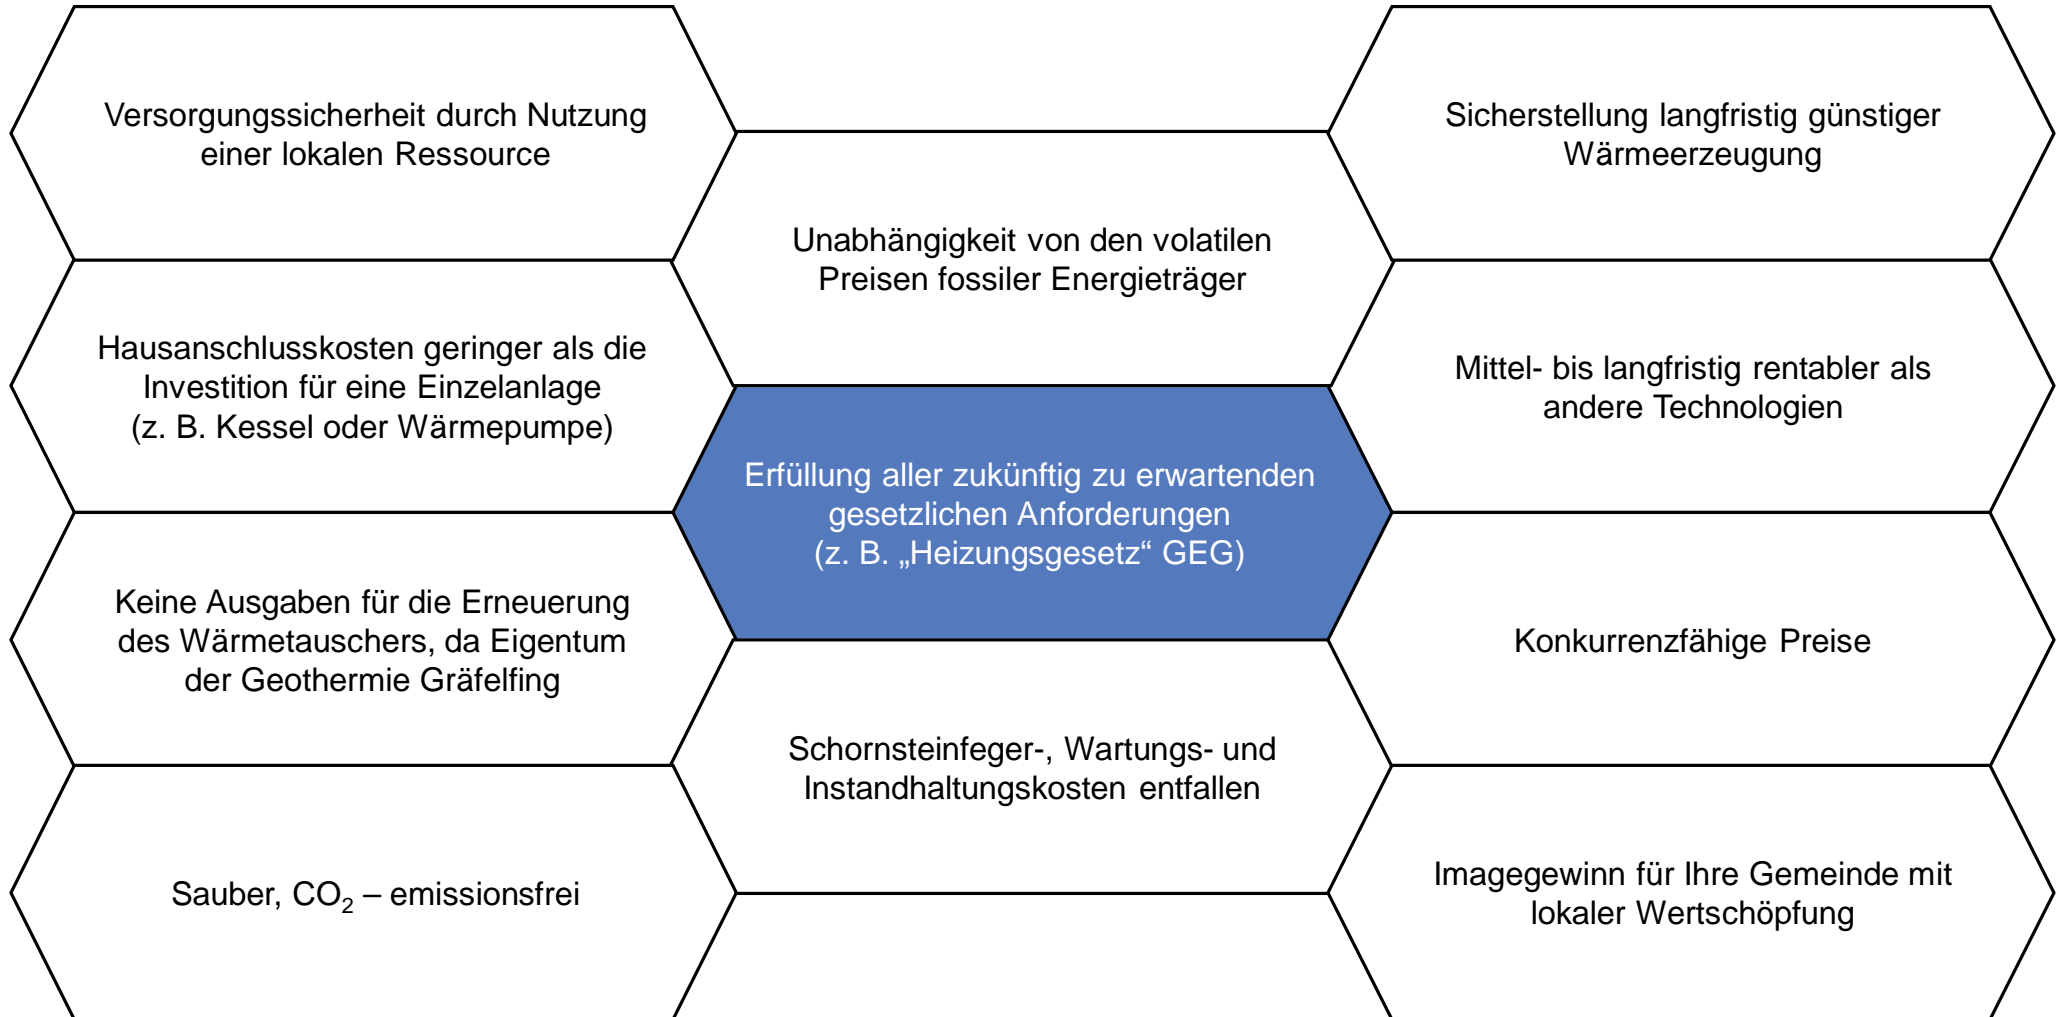 Versorgungssicherheit durch Nutzung
einer lokalen Ressource
Hausanschlusskosten geringer als die
Investition für eine Einzelanlage
(z. B. Kessel oder Wärmepumpe)
Keine Ausgaben für die Erneuerung
des Wärmetauschers, da Eigentum
der Geothermie Gräfelfing
Sauber, CO₂ – emissionsfrei
Unabhängigkeit von den volatilen
Preisen fossiler Energieträger
Erfüllung aller zukünftig zu erwartenden
gesetzlichen Anforderungen
(z. B. „Heizungsgesetz“ GEG)
Schornsteinfeger-, Wartungs- und
Instandhaltungskosten entfallen
Sicherstellung langfristig günstiger
Wärmeerzeugung
Mittel- bis langfristig rentabler als
andere Technologien
Konkurrenzfähige Preise
Imagegewinn für Ihre Gemeinde mit
lokaler Wertschöpfung